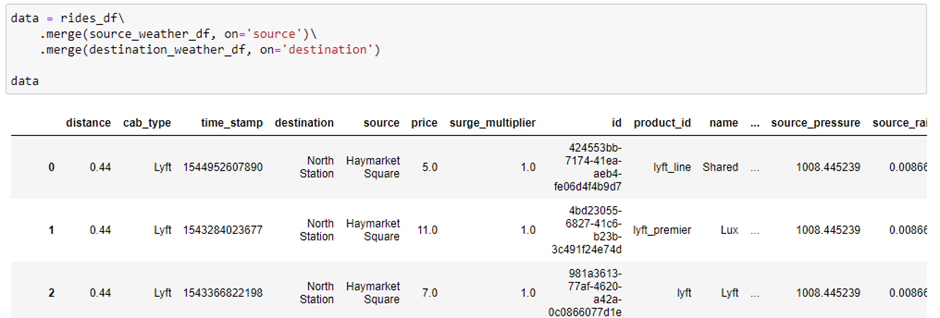 data = rides_df\
.merge(source_weather_df, on='source')\
.merge(destination_weather_df, on='destination')
data
distance cab_type time_stamp destination source price surge_multiplier id product_id name ... source_pressure source_rai
0 0.44 Lyft 1544952607890 North Station Haymarket Square 5.0 1.0 424553bb-7174-41ea-aeb4-fe06d4f4b9d7 lyft_line Shared ... 1008.445239 0.00866
1 0.44 Lyft 1543284023677 North Station Haymarket Square 11.0 1.0 4bd23055-6827-41c6-b23b-3c491f24e74d lyft_premier Lux ... 1008.445239 0.00866
2 0.44 Lyft 1543366822198 North Station Haymarket Square 7.0 1.0 981a3613-77af-4620-a42a-0c0866077d1e lyft Lyft ... 1008.445239 0.00866